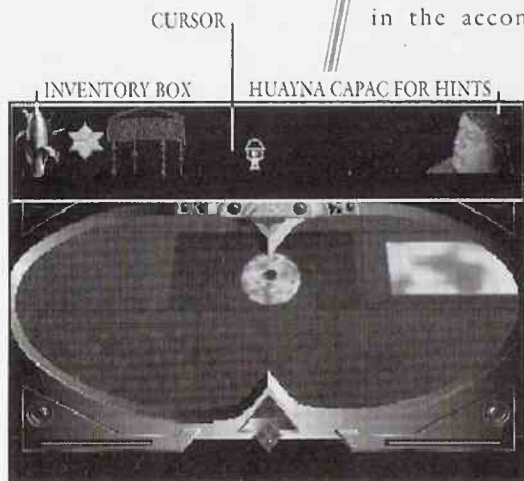 in the accom
CURSOR
INVENTORY BOX
HUAYNA CAPAC FOR HINTS